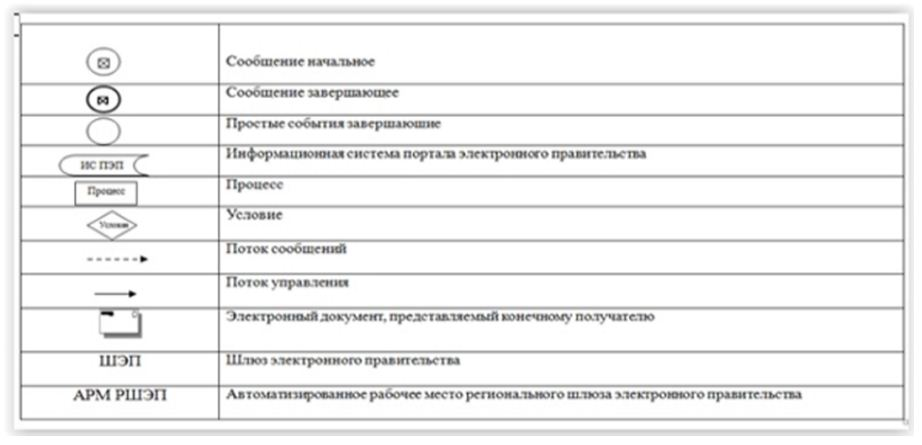 Сообщение начальное
Сообщение завершающее
Простые события завершающие
ИС ПЭП Информационная система портала электронного правительства
Процесс Процесс
Условие Условие
Поток сообщений
Поток управления
Электронный документ, представляемый конечному получателю
ШЭП Шлюз электронного правительства
АРМ РШЭП Автоматизированное рабочее место регионального шлюза электронного правительства